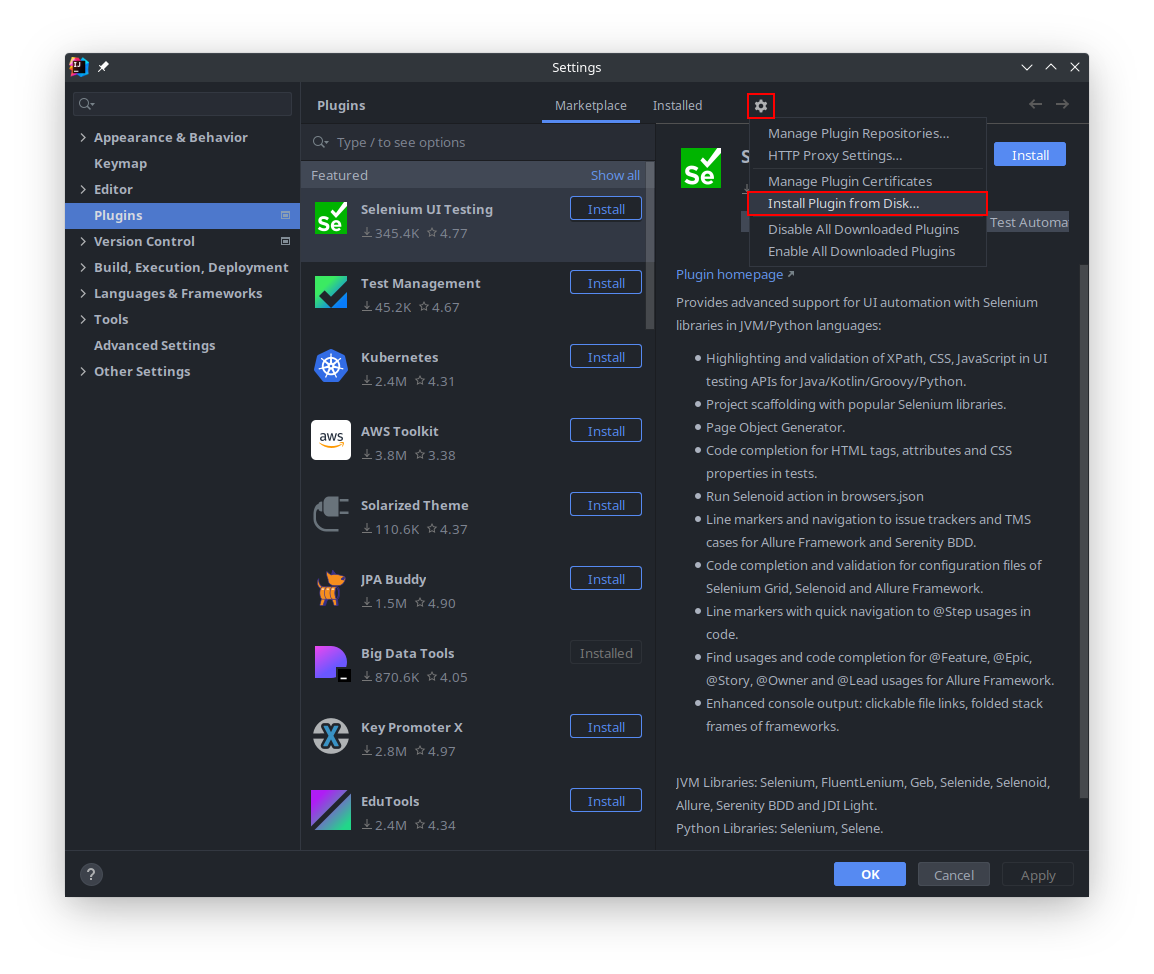 Settings
Appearance & Behavior
Keymap
Editor
Plugins
Version Control
Build, Execution, Deployment
Languages & Frameworks
Tools
Advanced Settings
Other Settings
Plugins
Marketplace
Installed
Type / to see options
Featured
Show all
Se
Selenium UI Testing
345.4K 4.77
Install
Test Management
45.2K 4.67
Install
Kubernetes
2.4M 4.31
Install
aws
AWS Toolkit
3.8M 3.38
Install
Solarized Theme
110.6K 4.37
Install
JPA Buddy
1.5M 4.90
Install
Big Data Tools
870.6K 4.05
Installed
Key Promoter X
2.8M 4.97
Install
EduTools
2.4M 4.34
Install
Manage Plugin Repositories...
HTTP Proxy Settings...
Manage Plugin Certificates
Install Plugin from Disk...
Disable All Downloaded Plugins
Enable All Downloaded Plugins
Se
S
Install
Test Automa
Plugin homepage
Provides advanced support for UI automation with Selenium
libraries in JVM/Python languages:
Highlighting and validation of XPath, CSS, JavaScript in UI
testing APIs for Java/Kotlin/Groovy/Python.
Project scaffolding with popular Selenium libraries.
Page Object Generator.
Code completion for HTML tags, attributes and CSS
properties in tests.
Run Selenoid action in browsers.json
Line markers and navigation to issue trackers and TMS
cases for Allure Framework and Serenity BDD.
Code completion and validation for configuration files of
Selenium Grid, Selenoid and Allure Framework.
Line markers with quick navigation to @Step usages in
code.
Find usages and code completion for @Feature, @Epic,
@Story, @Owner and @Lead usages for Allure Framework.
Enhanced console output: clickable file links, folded stack
frames of frameworks.
JVM Libraries: Selenium, FluentLenium, Geb, Selenide, Selenoid,
Allure, Serenity BDD and JDI Light.
Python Libraries: Selenium, Selene.
?
OK
Cancel
Apply